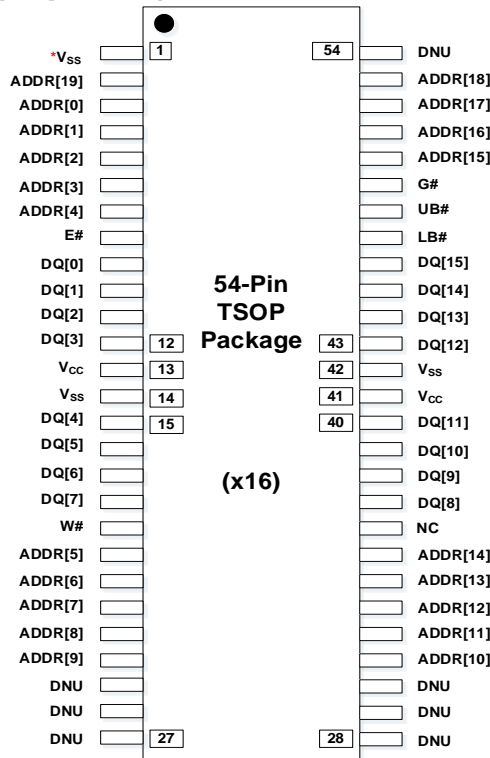 1 54
*VSS DNU
ADDR[19] ADDR[18]
ADDR[0] ADDR[17]
ADDR[1] ADDR[16]
ADDR[2] ADDR[15]
ADDR[3] G#
ADDR[4] UB#
E# LB#
DQ[0] DQ[15]
DQ[1] 54-Pin DQ[14]
DQ[2] TSOP DQ[13]
DQ[3] 12 Package 43 DQ[12]
VCC 13 42 VSS
VSS 14 41 VCC
DQ[4] 15 40 DQ[11]
DQ[5] DQ[10]
DQ[6] (x16) DQ[9]
DQ[7] DQ[8]
W# NC
ADDR[5] ADDR[14]
ADDR[6] ADDR[13]
ADDR[7] ADDR[12]
ADDR[8] ADDR[11]
ADDR[9] ADDR[10]
DNU DNU
DNU DNU
DNU 27 28 DNU